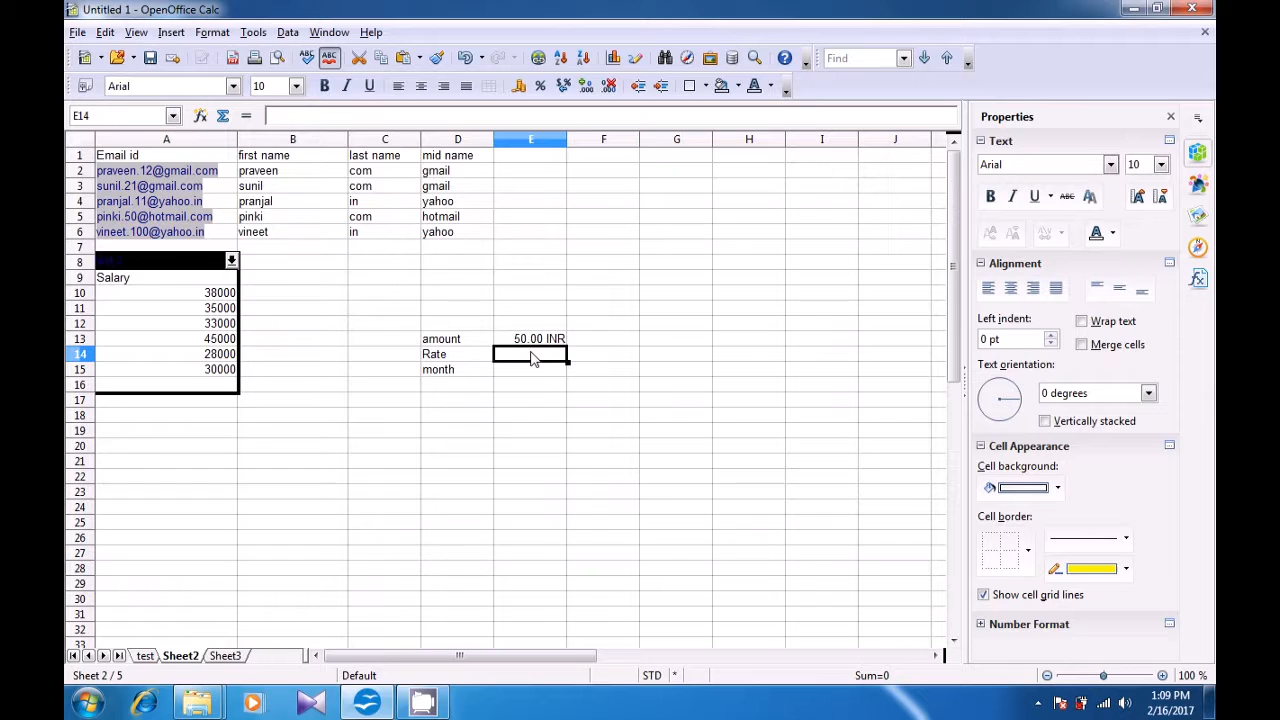 Untitled 1 - OpenOffice Calc
File Edit View Insert Format Tools Data Window Help
ABC ABC Find
Arial 10 B I U %
E14 =
A B C D E F G H I J
1 Email id first name last name mid name
2 praveen.12@gmail.com praveen com gmail
3 sunil.21@gmail.com sunil com gmail
4 pranjal.11@yahoo.in pranjal in yahoo
5 pinki.50@hotmail.com pinki com hotmail
6 vineet.100@yahoo.in vineet in yahoo
7
8
9 Salary
10 38000
11 35000
12 33000
13 45000 amount 50.00 INR
14 28000 Rate
15 30000 month
16
17
18
19
20
21
22
23
24
25
26
27
28
29
30
31
32
33
test Sheet2 Sheet3
Sheet 2 / 5 Default STD * Sum=0 100 %
Properties
Text
Arial 10
B I U ABC A
A
Alignment
Left indent: Wrap text
0 pt Merge cells
Text orientation:
0 degrees
Vertically stacked
Cell Appearance
Cell background:
Cell border:
Show cell grid lines
Number Format
1:09 PM
2/16/2017